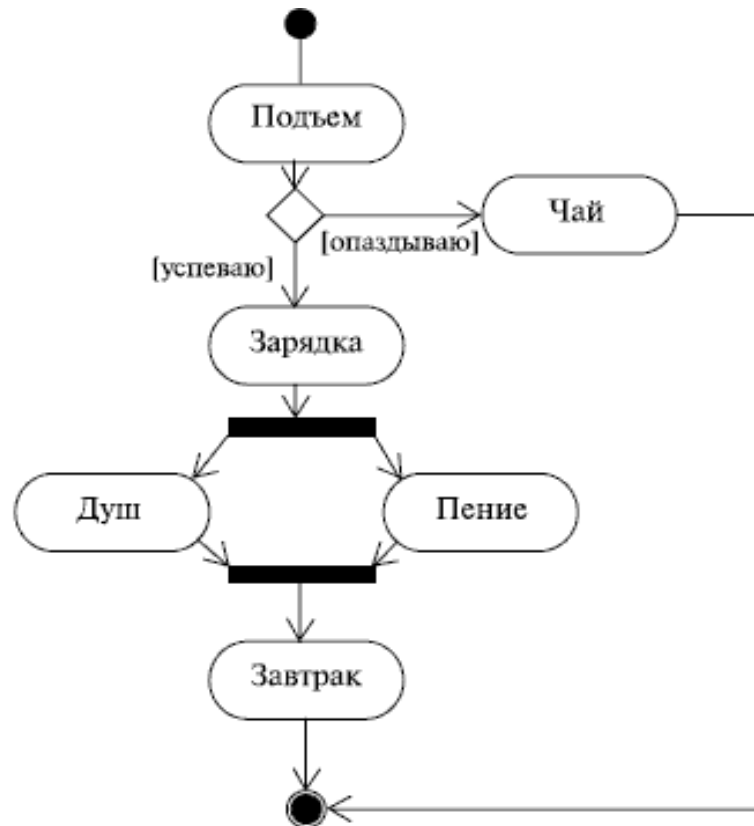 Подъем
Чай
[опаздываю]
[успеваю]
Зарядка
Душ
Пение
Завтрак